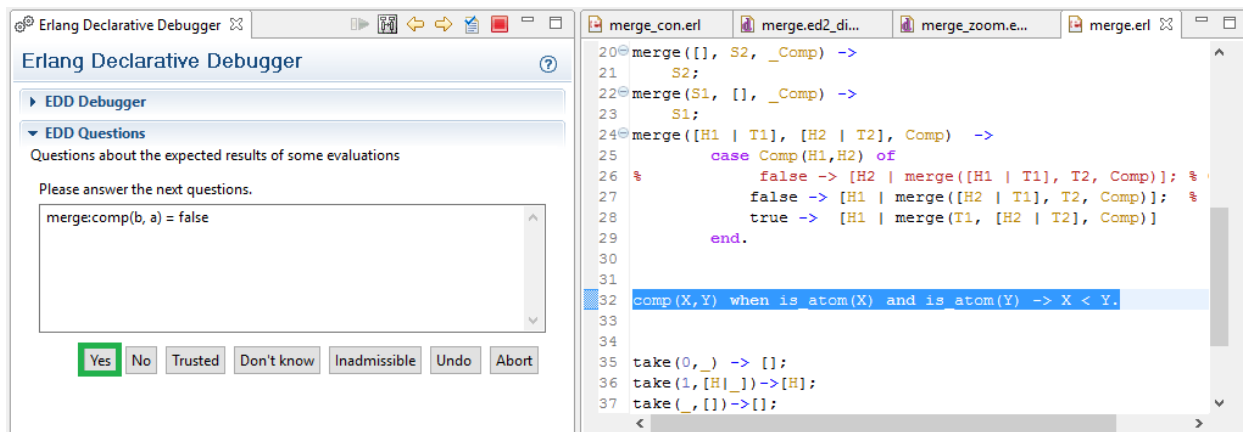 Erlang Declarative Debugger
Erlang Declarative Debugger
EDD Debugger
EDD Questions
Questions about the expected results of some evaluations
Please answer the next questions.
merge:comp(b, a) = false
Yes No Trusted Don't know Inadmissible Undo Abort
merge_con.erl merge.ed2_di... merge_zoom.e... merge.erl
20 merge([], S2, _Comp) ->
21 S2;
22 merge(S1, [], _Comp) ->
23 S1;
24 merge([H1 | T1], [H2 | T2], Comp) ->
25 case Comp(H1,H2) of
26 % false -> [H2 | merge([H1 | T1], T2, Comp)]; %
27 false -> [H1 | merge([H2 | T1], T2, Comp)]; %
28 true -> [H1 | merge(T1, [H2 | T2], Comp)]
29 end.
30
31
32 comp(X,Y) when is_atom(X) and is_atom(Y) -> X < Y.
33
34
35 take(0,_) -> [];
36 take(1,[H|_])->[H];
37 take(_,[])->[];